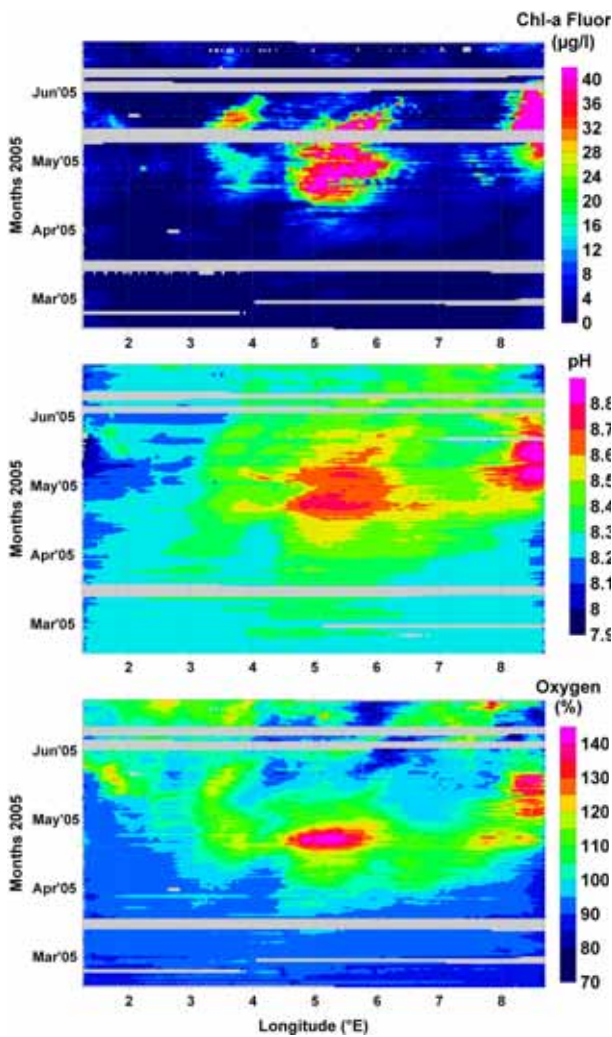 Chl-a Fluor
(µg/l)
40
36
32
28
24
20
16
12
8
4
0
Months 2005
Jun'05
May'05
Apr'05
Mar'05
2 3 4 5 6 7 8
pH
8.8
8.7
8.6
8.5
8.4
8.3
8.2
8.1
8
7.9
Months 2005
Jun'05
May'05
Apr'05
Mar'05
2 3 4 5 6 7 8
Oxygen
(%)
140
130
120
110
100
90
80
70
Months 2005
Jun'05
May'05
Apr'05
Mar'05
2 3 4 5 6 7 8
Longitude (°E)